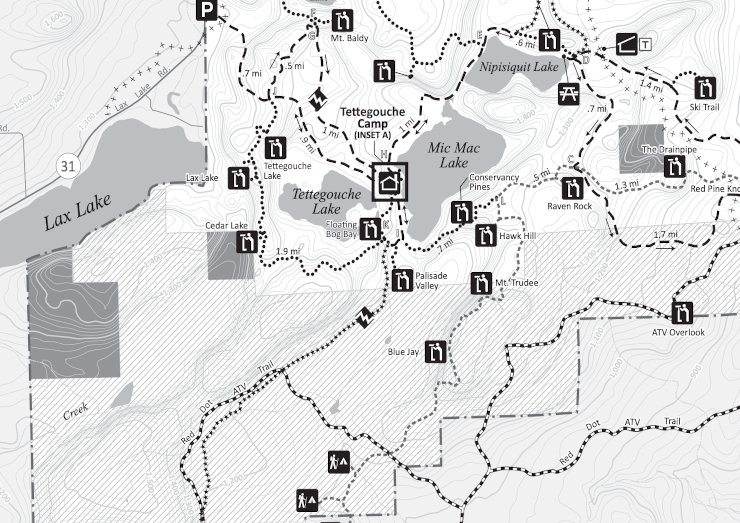 P
F
G
Mt. Baldy
E
.6 mi
D
T
Nipisiquit Lake
.7 mi
.5 mi
1.4 mi
Ski Trail
Lax Lake Rd
Rd.
J
Tettegouche
Camp
(INSET A)
1 mi
1 mi
.9 mi
.7 mi
H
Mic Mac
Lake
The Drainpipe
31
Tettegouche
Lake
Lax Lake
Conservancy
Pines
C
.5 mi
1.3 mi
Red Pine Kno
Raven Rock
Lax Lake
Tettegouche
Lake
L
Cedar Lake
Floating
Bog Bay
K
I
Hawk Hill
1.7 mi
1.9 mi
.7 mi
Palisade
Valley
Mt. Trudee
ATV Overlook
Blue Jay
Creek
Red Dot ATV Trail
Red Dot ATV Trail